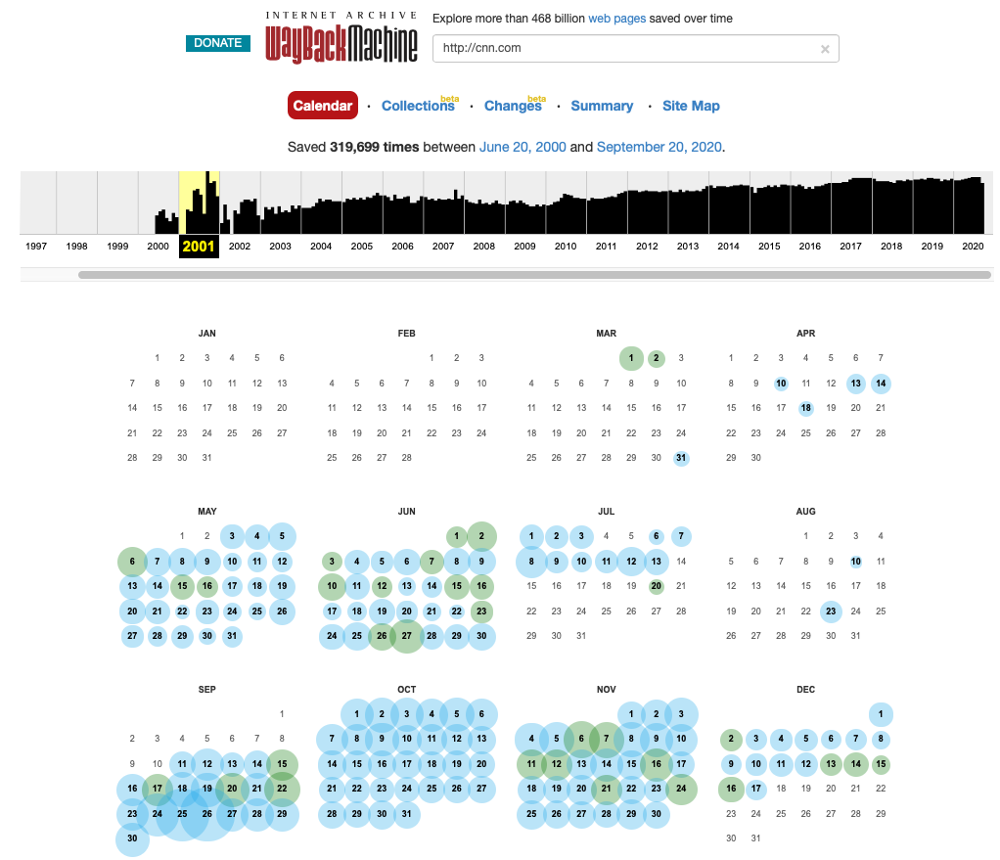 INTERNET ARCHIVE
Explore more than 468 billion web pages saved over time
DONATE
WayBackMachine
http://cnn.com
×
Calendar · Collections beta · Changes beta · Summary · Site Map
Saved 319,699 times between June 20, 2000 and September 20, 2020.
1997 1998 1999 2000 2001 2002 2003 2004 2005 2006 2007 2008 2009 2010 2011 2012 2013 2014 2015 2016 2017 2018 2019 2020
JAN
1 2 3 4 5 6
7 8 9 10 11 12 13
14 15 16 17 18 19 20
21 22 23 24 25 26 27
28 29 30 31
FEB
1 2 3
4 5 6 7 8 9 10
11 12 13 14 15 16 17
18 19 20 21 22 23 24
25 26 27 28
MAR
1 2 3
4 5 6 7 8 9 10
11 12 13 14 15 16 17
18 19 20 21 22 23 24
25 26 27 28 29 30 31
APR
1 2 3 4 5 6 7
8 9 10 11 12 13 14
15 16 17 18 19 20 21
22 23 24 25 26 27 28
29 30
MAY
1 2 3 4 5
6 7 8 9 10 11 12
13 14 15 16 17 18 19
20 21 22 23 24 25 26
27 28 29 30 31
JUN
1 2
3 4 5 6 7 8 9
10 11 12 13 14 15 16
17 18 19 20 21 22 23
24 25 26 27 28 29 30
JUL
1 2 3 4 5 6 7
8 9 10 11 12 13 14
15 16 17 18 19 20 21
22 23 24 25 26 27 28
29 30 31
AUG
1 2 3 4
5 6 7 8 9 10 11
12 13 14 15 16 17 18
19 20 21 22 23 24 25
26 27 28 29 30 31
SEP
1
2 3 4 5 6 7 8
9 10 11 12 13 14 15
16 17 18 19 20 21 22
23 24 25 26 27 28 29
30
OCT
1 2 3 4 5 6
7 8 9 10 11 12 13
14 15 16 17 18 19 20
21 22 23 24 25 26 27
28 29 30 31
NOV
1 2 3
4 5 6 7 8 9 10
11 12 13 14 15 16 17
18 19 20 21 22 23 24
25 26 27 28 29 30
DEC
1
2 3 4 5 6 7 8
9 10 11 12 13 14 15
16 17 18 19 20 21 22
23 24 25 26 27 28 29
30 31